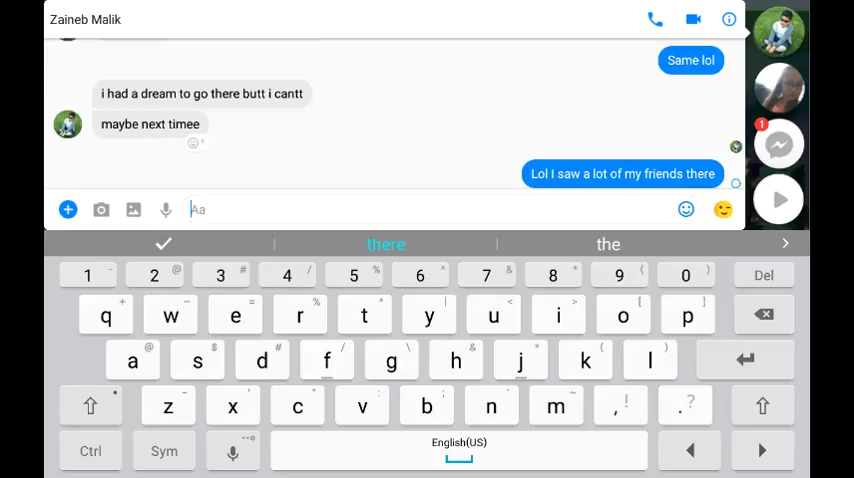 Zaineb Malik
Same lol
i had a dream to go there butt i cantt
maybe next timee
Lol I saw a lot of my friends there
1
Aa
there the
1 - 2 @ 3 # 4 / 5 % 6 ^ 7 & 8 * 9 ( 0 ) Del
q + w - e = r % t ^ y | u < i > o [ p ]
a @ s $ d # f / g \ h & j * k ( l )
z - x ' c " v : b ; n ' m ~ , ! . ?
Ctrl Sym English(US)